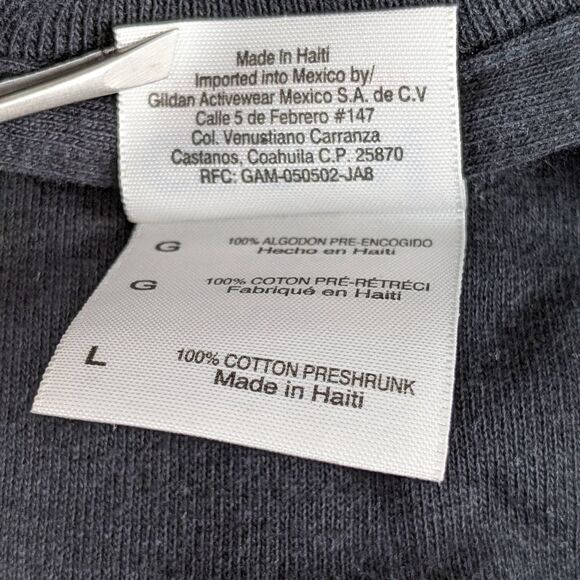 Made In Haiti
Imported into Mexico by/
Gildan Activewear Mexico S.A. de C.V
Calle 5 de Febrero #147
Col. Venustiano Carranza
Castanos, Coahuila C.P. 25870
RFC: GAM-050502-JA8
G 100% ALGODON PRE-ENCOGIDO
Hecho en Haiti
G 100% COTON PRÉ-RÉTRÉCI
Fabriqué en Haiti
L 100% COTTON PRESHRUNK
Made in Haiti